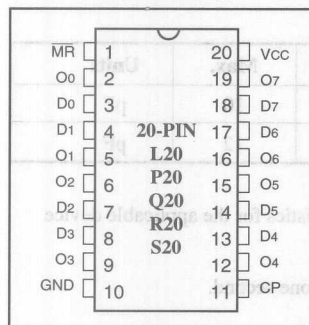 M̅R̅ 1 20 VCC
O0 2 19 O7
D0 3 18 D7
D1 4 20-PIN 17 D6
O1 5 L20 16 O6
O2 6 P20 15 O5
D2 7 Q20 14 D5
D3 8 R20 13 D4
O3 9 S20 12 O4
GND 10 11 CP